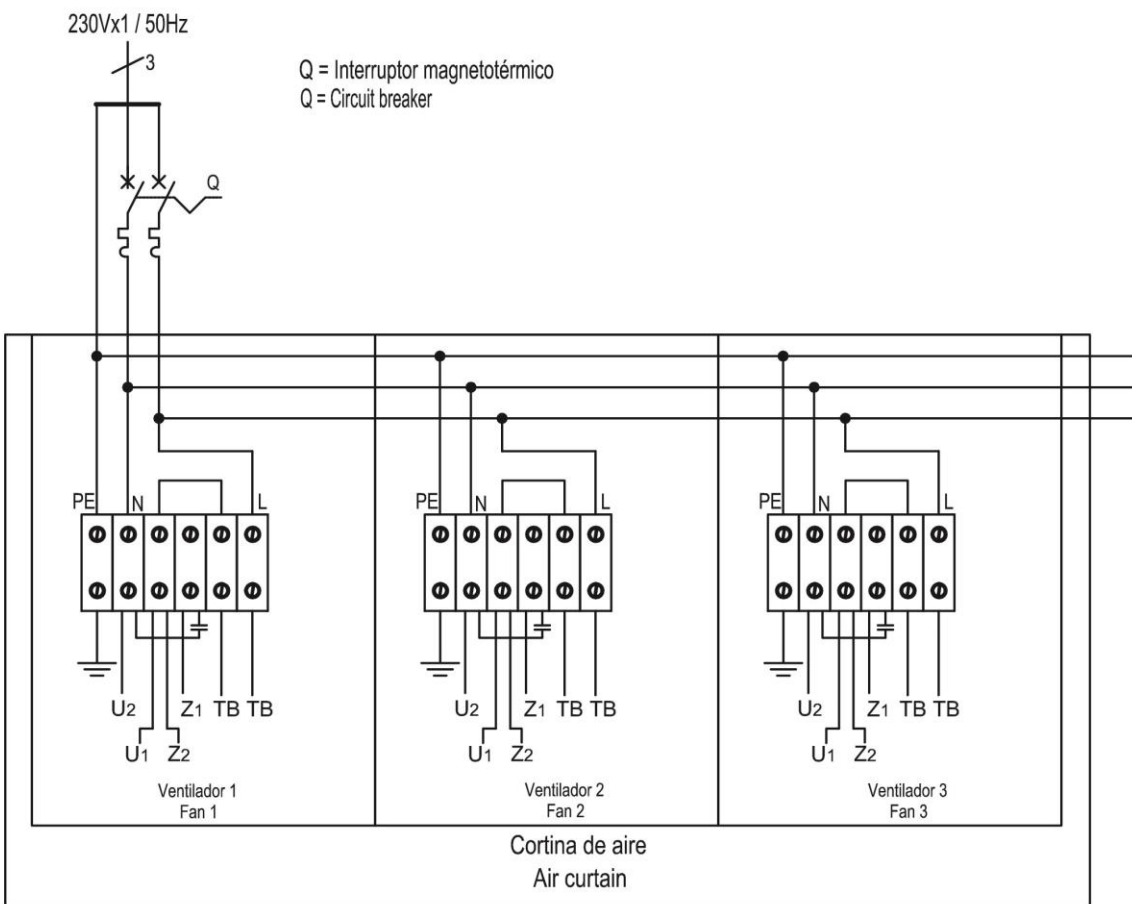 230Vx1 / 50Hz
3
Q = Interruptor magnetotérmico
Q = Circuit breaker
Q
PE N L
PE N L
PE N L
U2 Z1 TB TB
U1 Z2
U2 Z1 TB TB
U1 Z2
U2 Z1 TB TB
U1 Z2
Ventilador 1
Fan 1
Ventilador 2
Fan 2
Ventilador 3
Fan 3
Cortina de aire
Air curtain